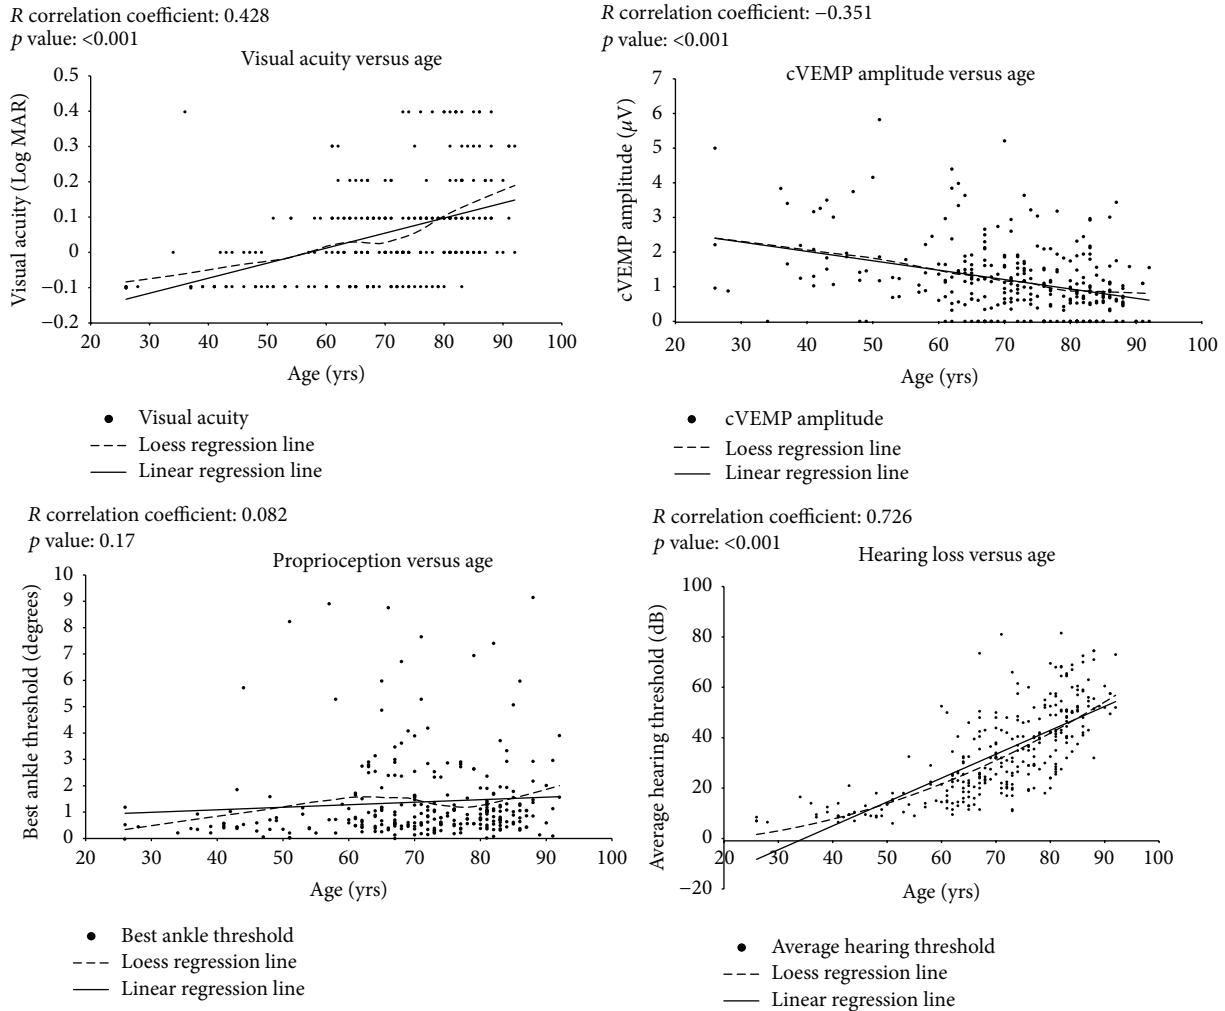 R correlation coefficient: 0.428
p value: <0.001
Visual acuity versus age
Visual acuity (Log MAR)
0.5
0.4
0.3
0.2
0.1
0
−0.1
−0.2
20 30 40 50 60 70 80 90 100
Age (yrs)
Visual acuity
Loess regression line
Linear regression line
R correlation coefficient: −0.351
p value: <0.001
cVEMP amplitude versus age
cVEMP amplitude (μV)
7
6
5
4
3
2
1
0
20 30 40 50 60 70 80 90 100
Age (yrs)
cVEMP amplitude
Loess regression line
Linear regression line
R correlation coefficient: 0.082
p value: 0.17
Proprioception versus age
Best ankle threshold (degrees)
10
9
8
7
6
5
4
3
2
1
0
20 30 40 50 60 70 80 90 100
Age (yrs)
Best ankle threshold
Loess regression line
Linear regression line
R correlation coefficient: 0.726
p value: <0.001
Hearing loss versus age
Average hearing threshold (dB)
100
80
60
40
20
0
−20
20 30 40 50 60 70 80 90 100
Age (yrs)
Average hearing threshold
Loess regression line
Linear regression line